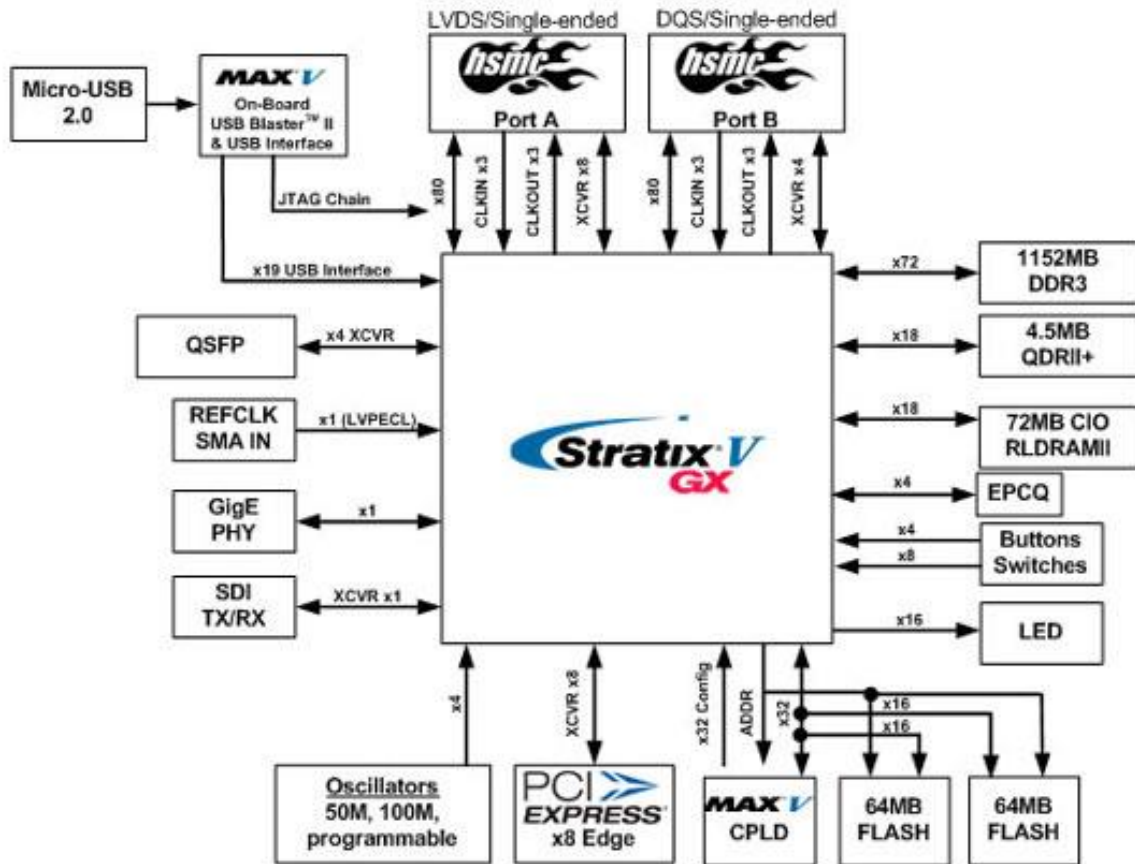 LVDS/Single-ended
DQS/Single-ended
hsmc
Port A
hsmc
Port B
Micro-USB
2.0
MAX V
On-Board
USB Blaster™ II
& USB Interface
JTAG Chain
x19 USB Interface
x80
CLKIN x3
CLKOUT x3
XCVR x8
x80
CLKIN x3
CLKOUT x3
XCVR x4
QSFP
x4 XCVR
REFCLK
SMA IN
x1 (LVPECL)
GigE
PHY
x1
SDI
TX/RX
XCVR x1
Stratix® V
GX
x72
1152MB
DDR3
x18
4.5MB
QDRII+
x18
72MB CIO
RLDRAMII
x4
EPCQ
x4
x8
Buttons
Switches
x16
LED
x4
XCVR x8
x32 Config
ADDR
x32
x16
x16
Oscillators
50M, 100M,
programmable
PCI
EXPRESS®
x8 Edge
MAX V
CPLD
64MB
FLASH
64MB
FLASH